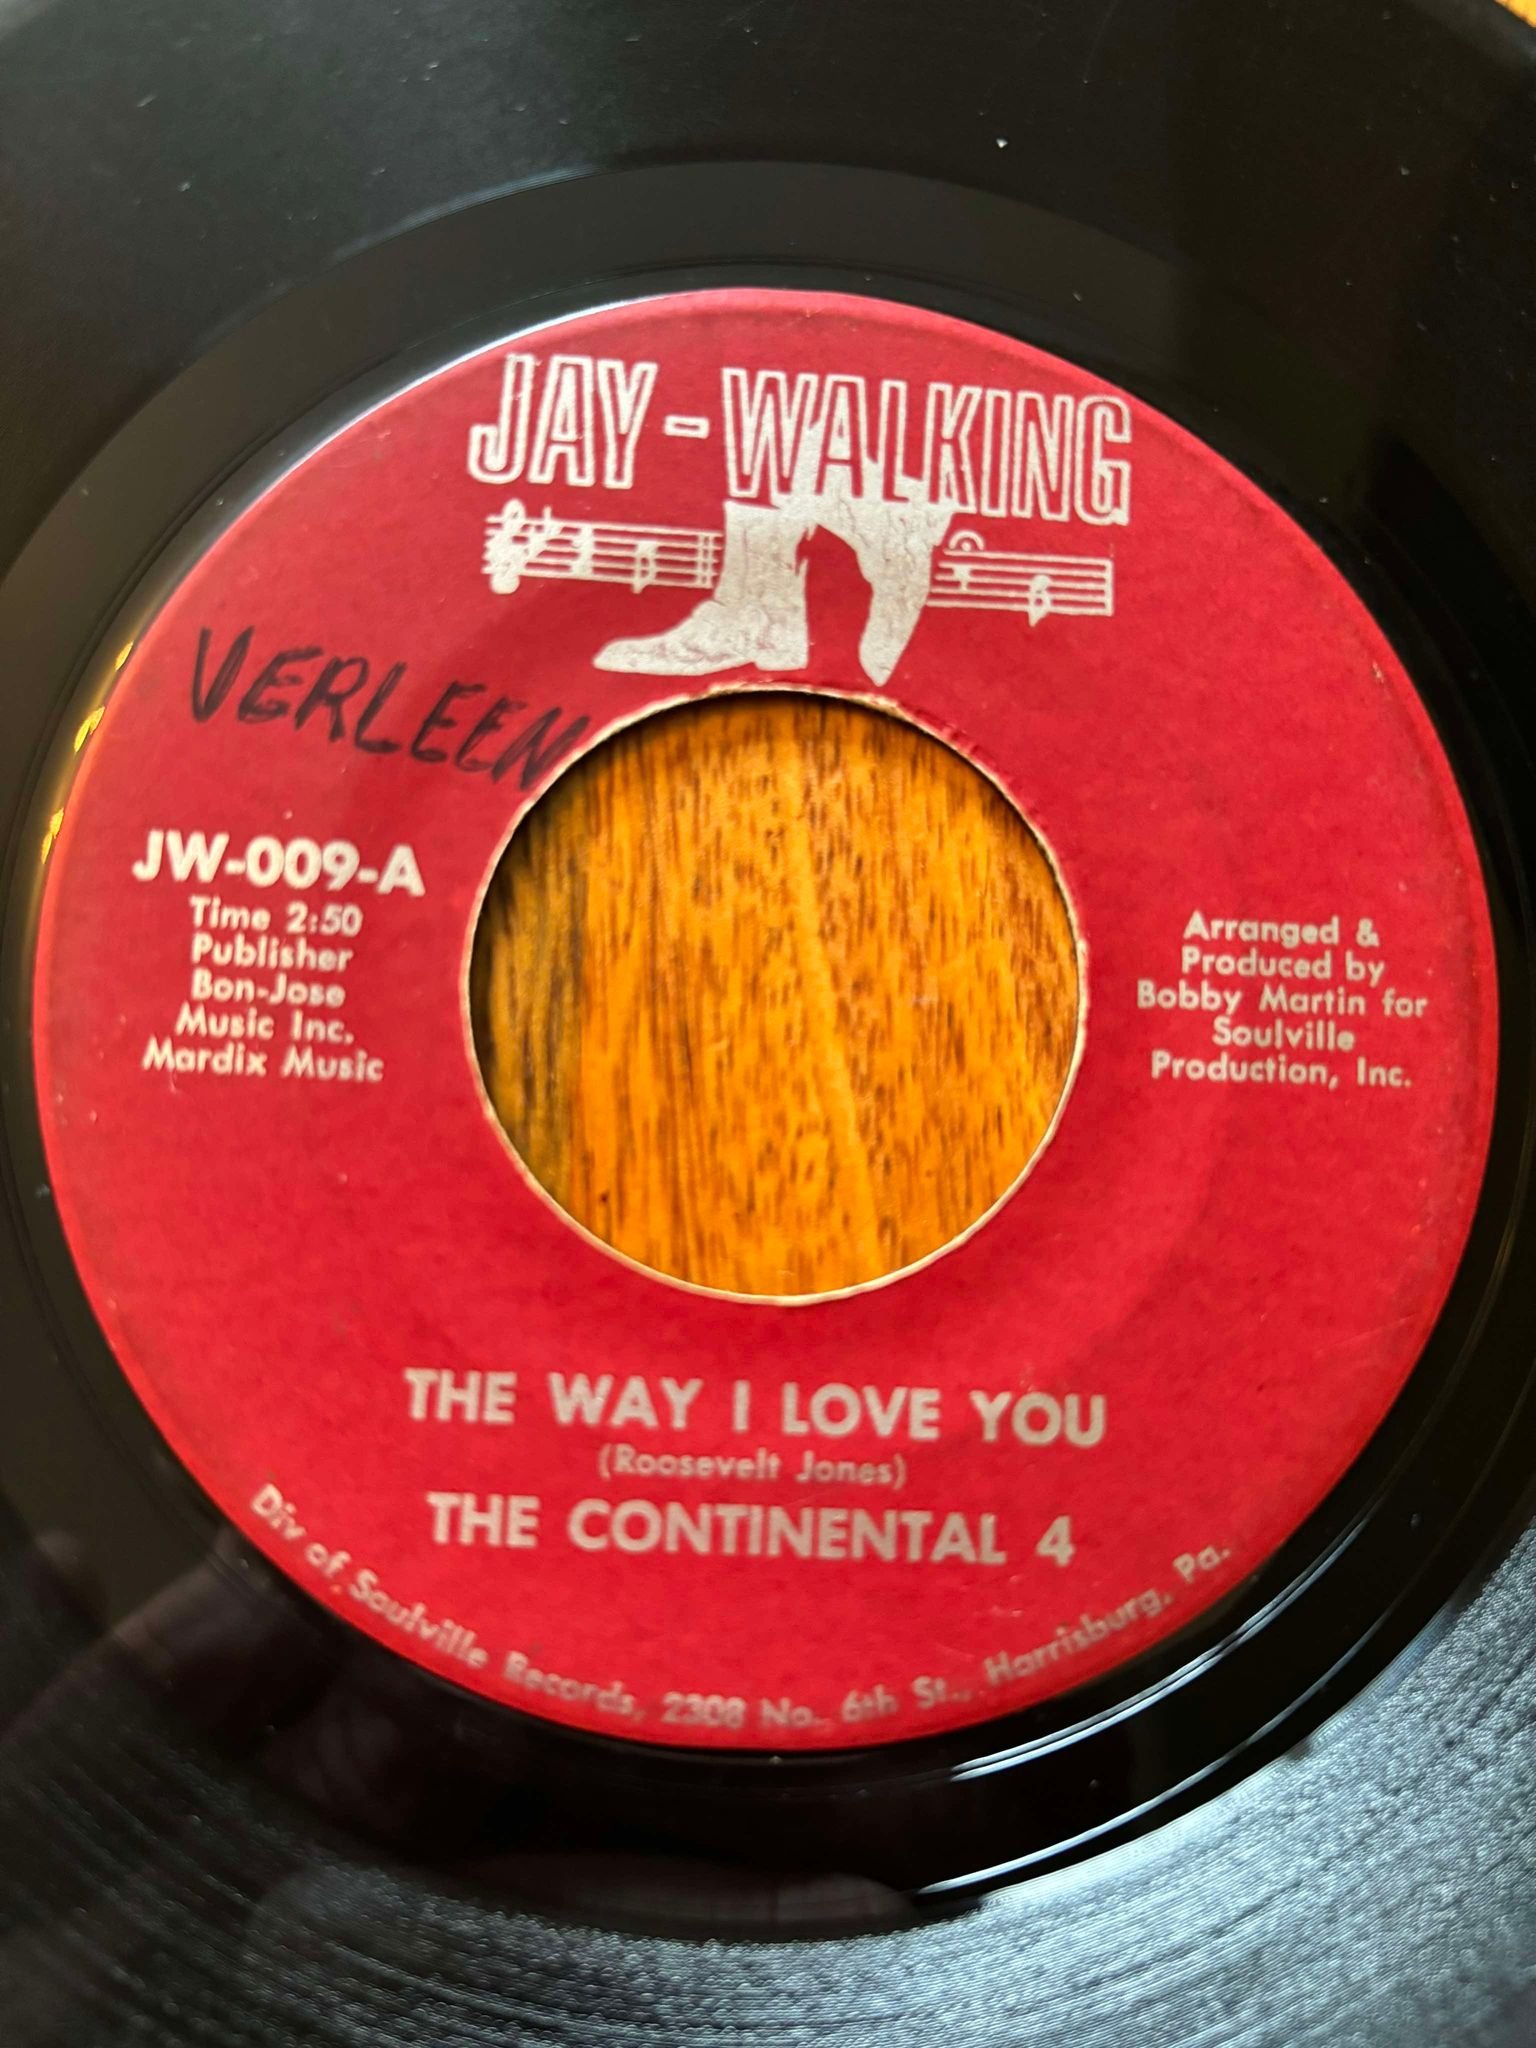 JAY-WALKING
VERLEEN
JW-009-A
Time 2:50
Publisher
Bon-Jose
Music Inc.
Mardix Music
Arranged &
Produced by
Bobby Martin for
Soulville
Production, Inc.
THE WAY I LOVE YOU
(Roosevelt Jones)
THE CONTINENTAL 4
Div of Soulville Records, 2308 No. 6th St., Harrisburg, Pa.